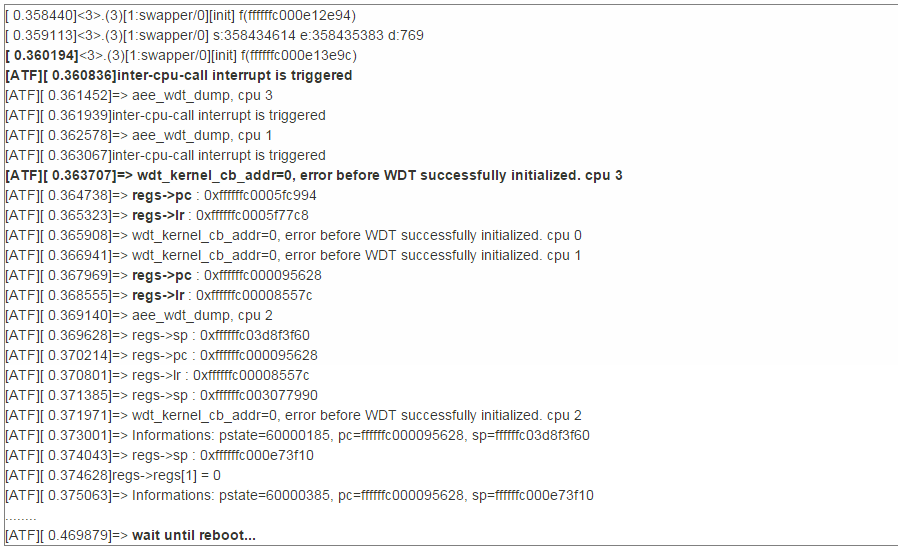 [ 0.358440]<3>.(3)[1:swapper/0][init] f(ffffffc000e12e94)
[ 0.359113]<3>.(3)[1:swapper/0] s:358434614 e:358435383 d:769
[ 0.360194]<3>.(3)[1:swapper/0][init] f(ffffffc000e13e9c)
[ATF][ 0.360836]inter-cpu-call interrupt is triggered
[ATF][ 0.361452]=> aee_wdt_dump, cpu 3
[ATF][ 0.361939]inter-cpu-call interrupt is triggered
[ATF][ 0.362578]=> aee_wdt_dump, cpu 1
[ATF][ 0.363067]inter-cpu-call interrupt is triggered
[ATF][ 0.363707]=> wdt_kernel_cb_addr=0, error before WDT successfully initialized. cpu 3
[ATF][ 0.364738]=> regs->pc : 0xffffffc0005fc994
[ATF][ 0.365323]=> regs->lr : 0xffffffc0005f77c8
[ATF][ 0.365908]=> wdt_kernel_cb_addr=0, error before WDT successfully initialized. cpu 0
[ATF][ 0.366941]=> wdt_kernel_cb_addr=0, error before WDT successfully initialized. cpu 1
[ATF][ 0.367969]=> regs->pc : 0xffffffc000095628
[ATF][ 0.368555]=> regs->lr : 0xffffffc00008557c
[ATF][ 0.369140]=> aee_wdt_dump, cpu 2
[ATF][ 0.369628]=> regs->sp : 0xffffffc03d8f3f60
[ATF][ 0.370214]=> regs->pc : 0xffffffc000095628
[ATF][ 0.370801]=> regs->lr : 0xffffffc00008557c
[ATF][ 0.371385]=> regs->sp : 0xffffffc003077990
[ATF][ 0.371971]=> wdt_kernel_cb_addr=0, error before WDT successfully initialized. cpu 2
[ATF][ 0.373001]=> Informations: pstate=60000185, pc=ffffffc000095628, sp=ffffffc03d8f3f60
[ATF][ 0.374043]=> regs->sp : 0xffffffc000e73f10
[ATF][ 0.374628]regs->regs[1] = 0
[ATF][ 0.375063]=> Informations: pstate=60000385, pc=ffffffc000095628, sp=ffffffc000e73f10
........
[ATF][ 0.469879]=> wait until reboot...